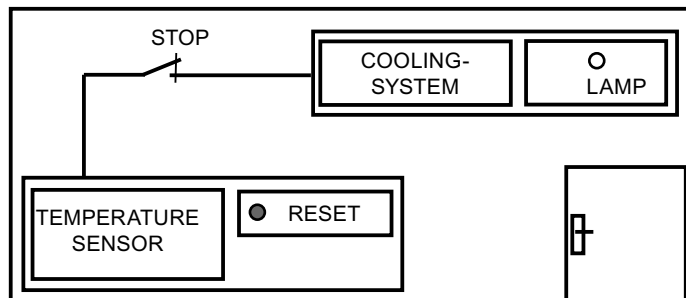 STOP
COOLING-
SYSTEM
LAMP
TEMPERATURE
SENSOR
RESET